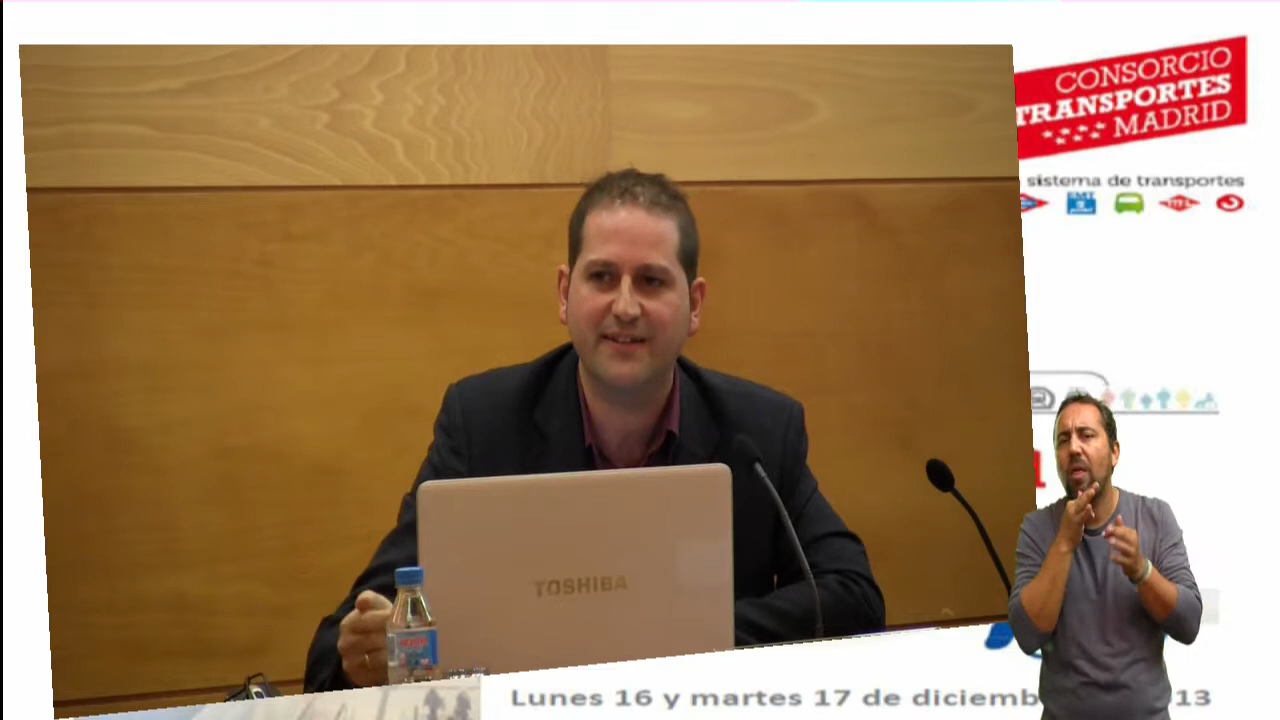 CONSORCIO
TRANSPORTES
MADRID
sistema de transportes
TOSHIBA
Lunes 16 y martes 17 de diciemb
13